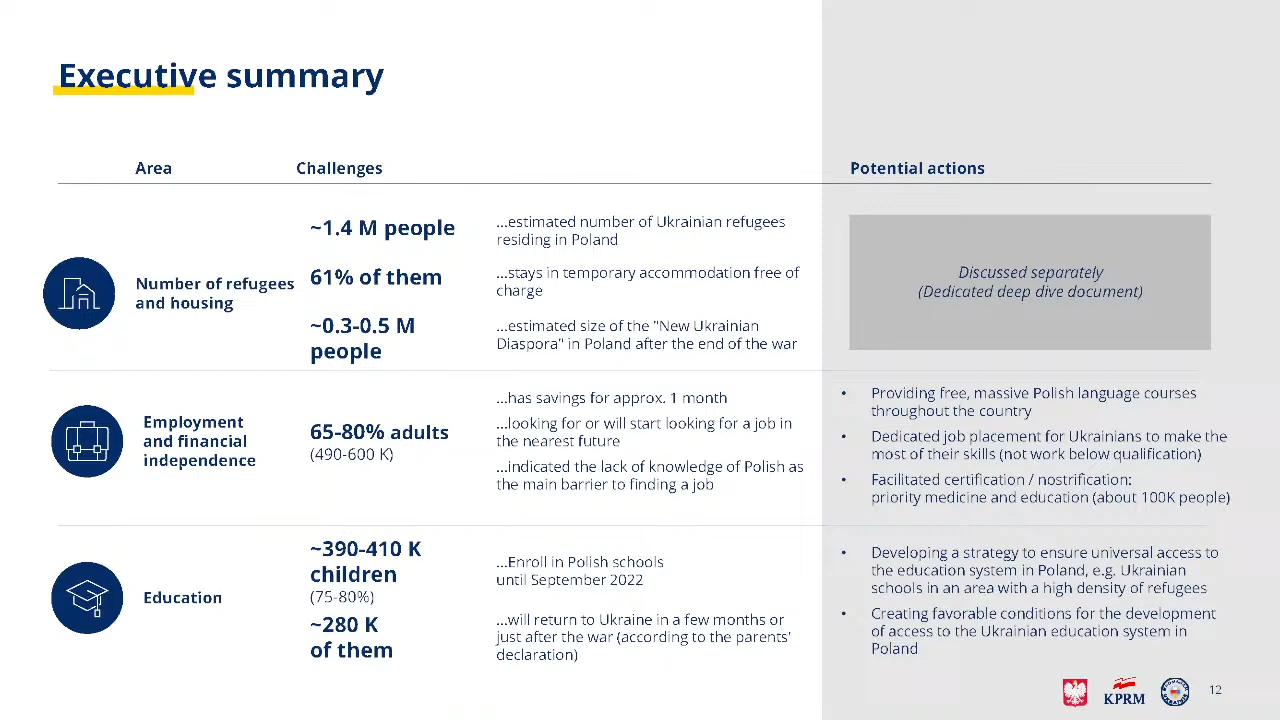 Executive summary
Area
Challenges
Potential actions
Number of refugees
and housing
~1.4 M people
...estimated number of Ukrainian refugees
residing in Poland
61% of them
...stays in temporary accommodation free of
charge
~0.3-0.5 M
people
...estimated size of the "New Ukrainian
Diaspora" in Poland after the end of the war
Discussed separately
(Dedicated deep dive document)
Employment
and financial
independence
65-80% adults
(490-600 K)
...has savings for approx. 1 month
...looking for or will start looking for a job in
the nearest future
...indicated the lack of knowledge of Polish as
the main barrier to finding a job
• Providing free, massive Polish language courses
throughout the country
• Dedicated job placement for Ukrainians to make the
most of their skills (not work below qualification)
• Facilitated certification / nostrification:
priority medicine and education (about 100K people)
Education
~390-410 K
children
(75-80%)
...Enroll in Polish schools
until September 2022
~280 K
of them
...will return to Ukraine in a few months or
just after the war (according to the parents'
declaration)
• Developing a strategy to ensure universal access to
the education system in Poland, e.g. Ukrainian
schools in an area with a high density of refugees
• Creating favorable conditions for the development
of access to the Ukrainian education system in
Poland
KPRM
12